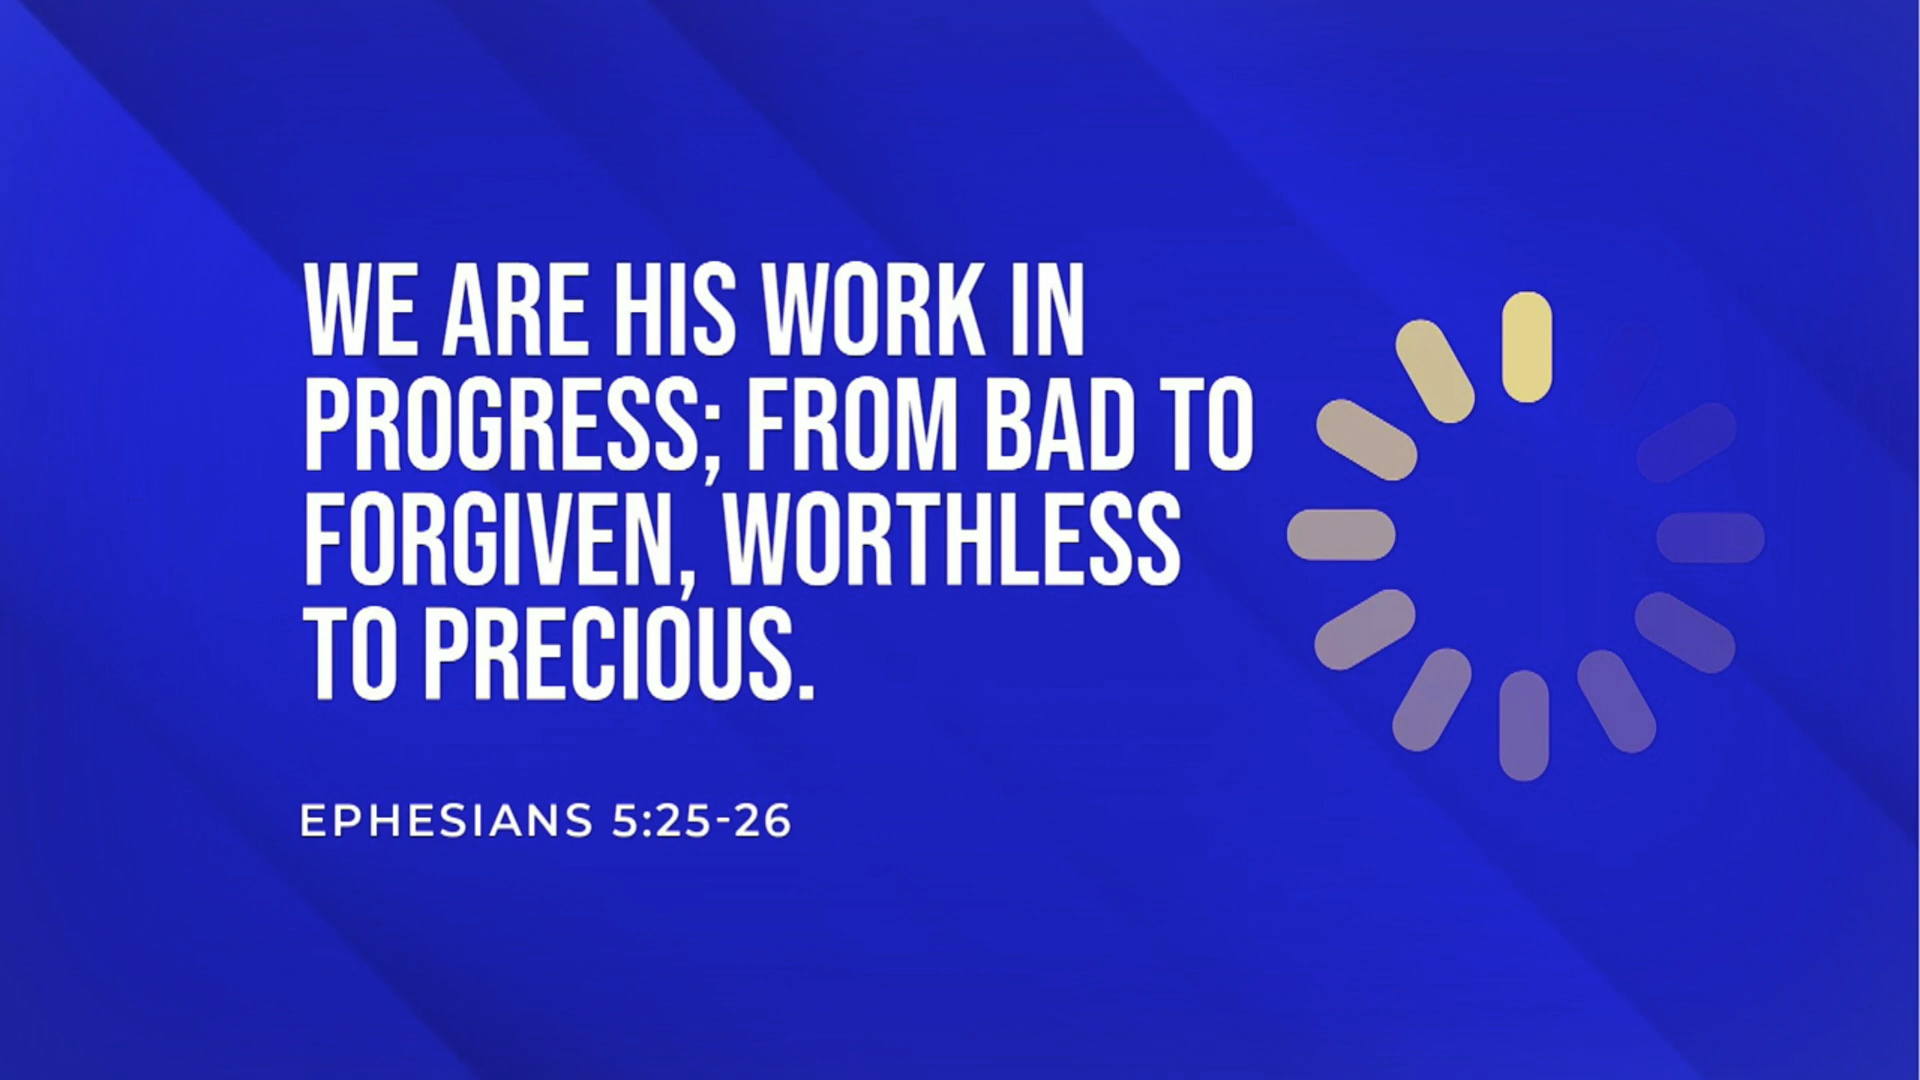 WE ARE HIS WORK IN
PROGRESS; FROM BAD TO
FORGIVEN, WORTHLESS
TO PRECIOUS.
EPHESIANS 5:25-26